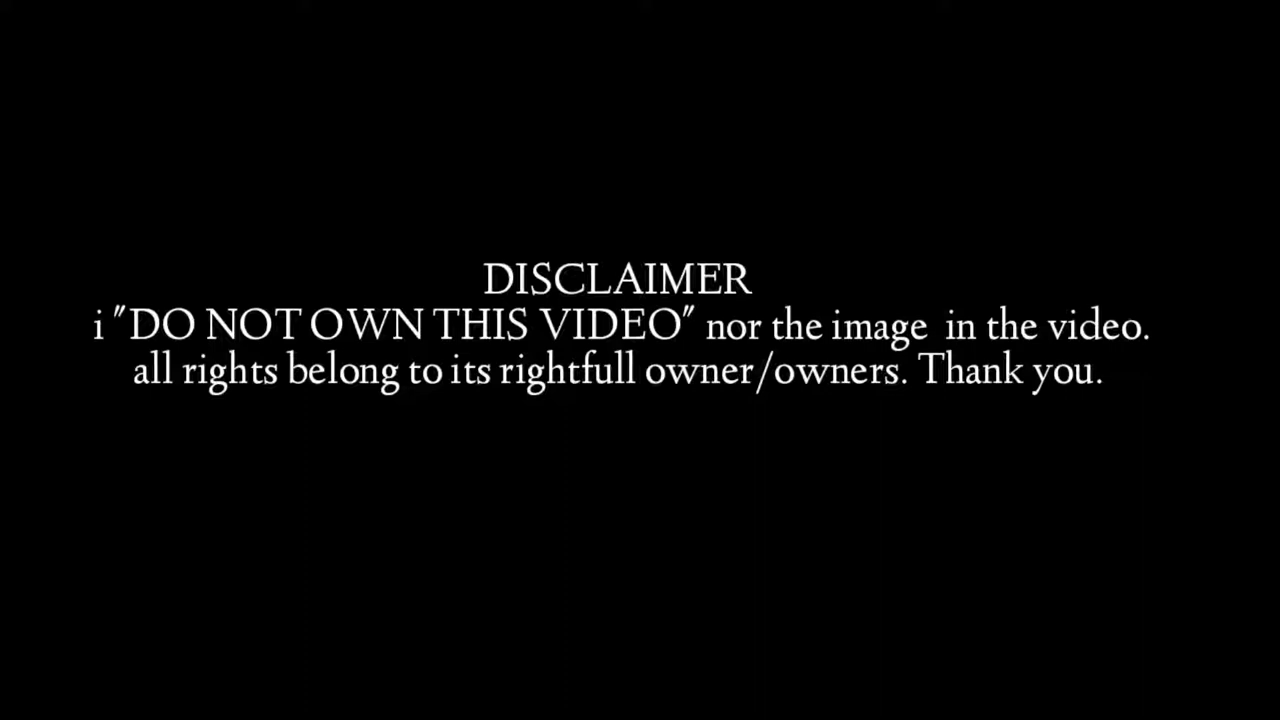 DISCLAIMER
i "DO NOT OWN THIS VIDEO" nor the image in the video.
all rights belong to its rightfull owner/owners. Thank you.